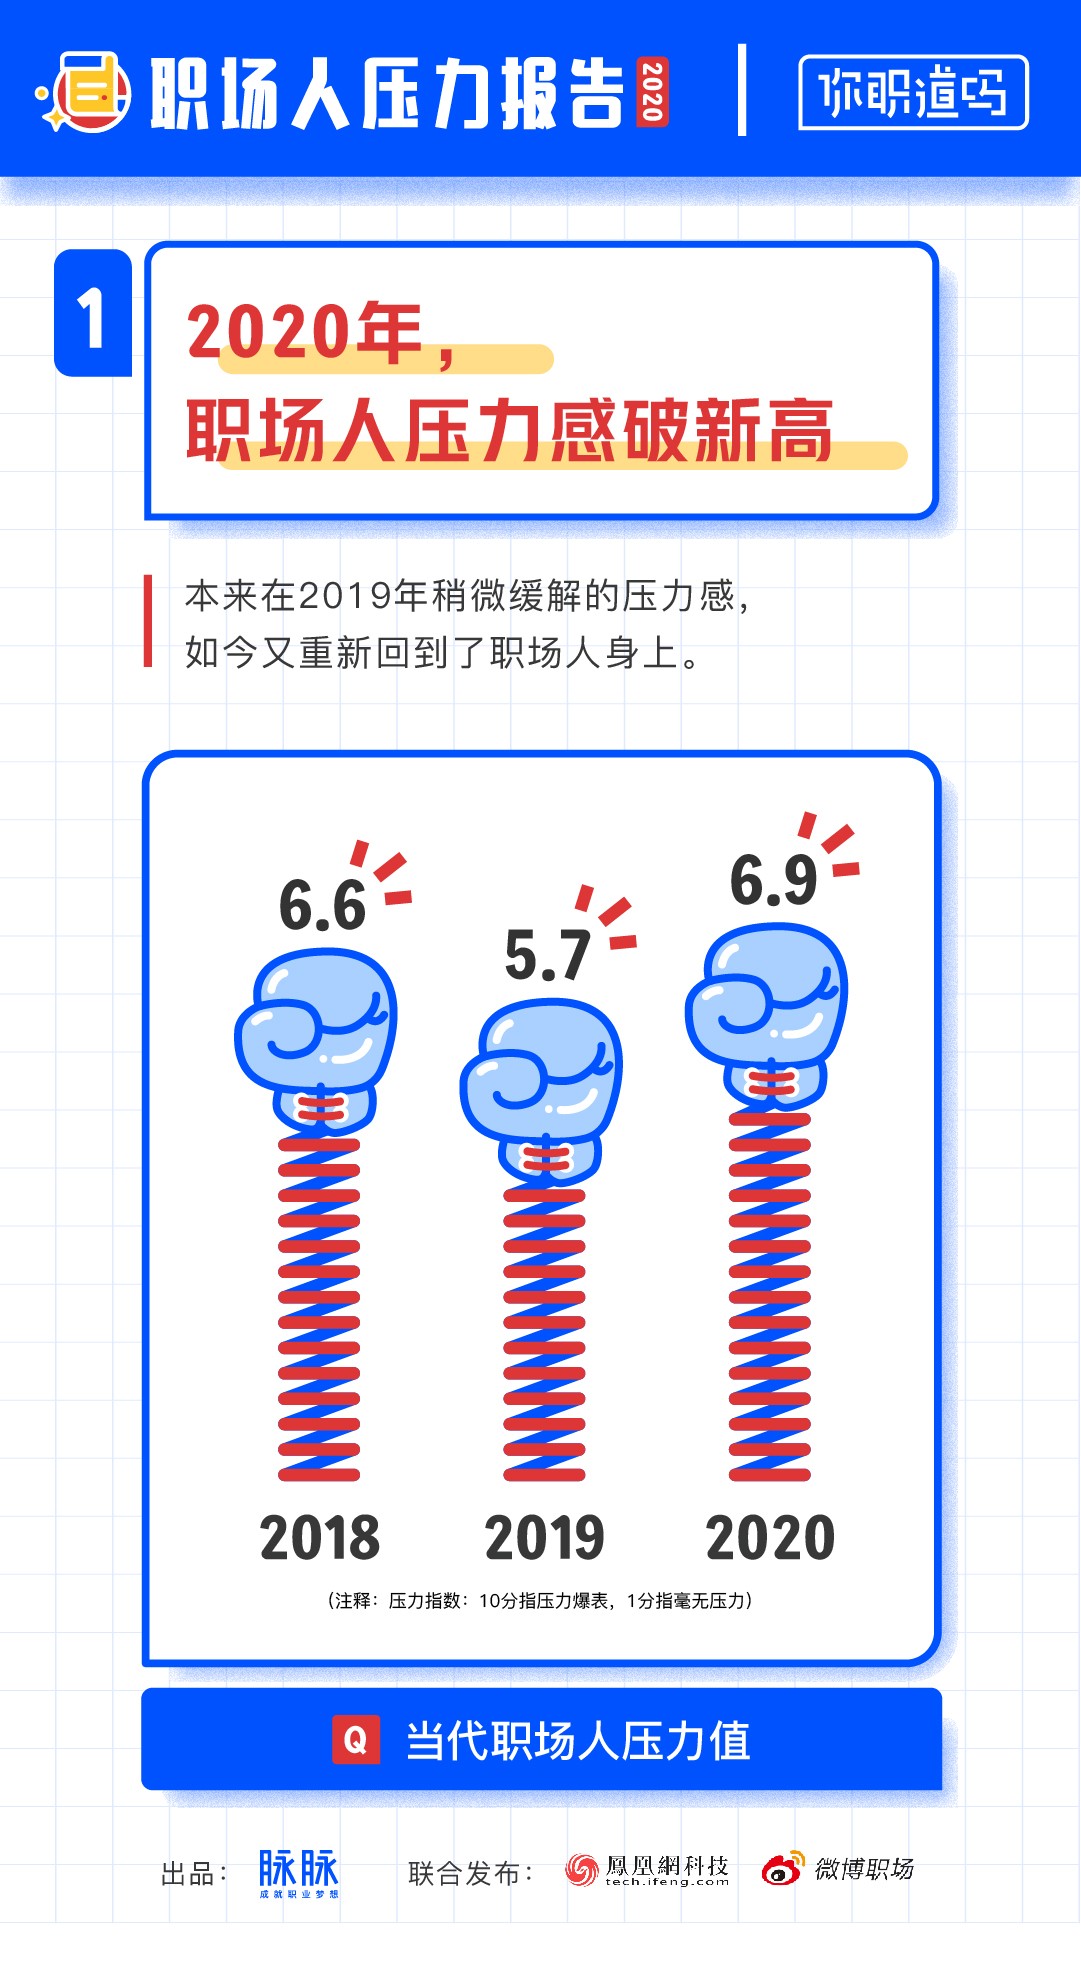 职场人压力报告 2020
你职道吗
1
2020年，
职场人压力感破新高
本来在2019年稍微缓解的压力感，
如今又重新回到了职场人身上。
6.6
5.7
6.9
2018
2019
2020
（注释：压力指数：10分指压力爆表，1分指毫无压力）
Q 当代职场人压力值
出品： 脉脉
成就职业梦想
联合发布： 鳳凰網科技
tech.ifeng.com
微博职场